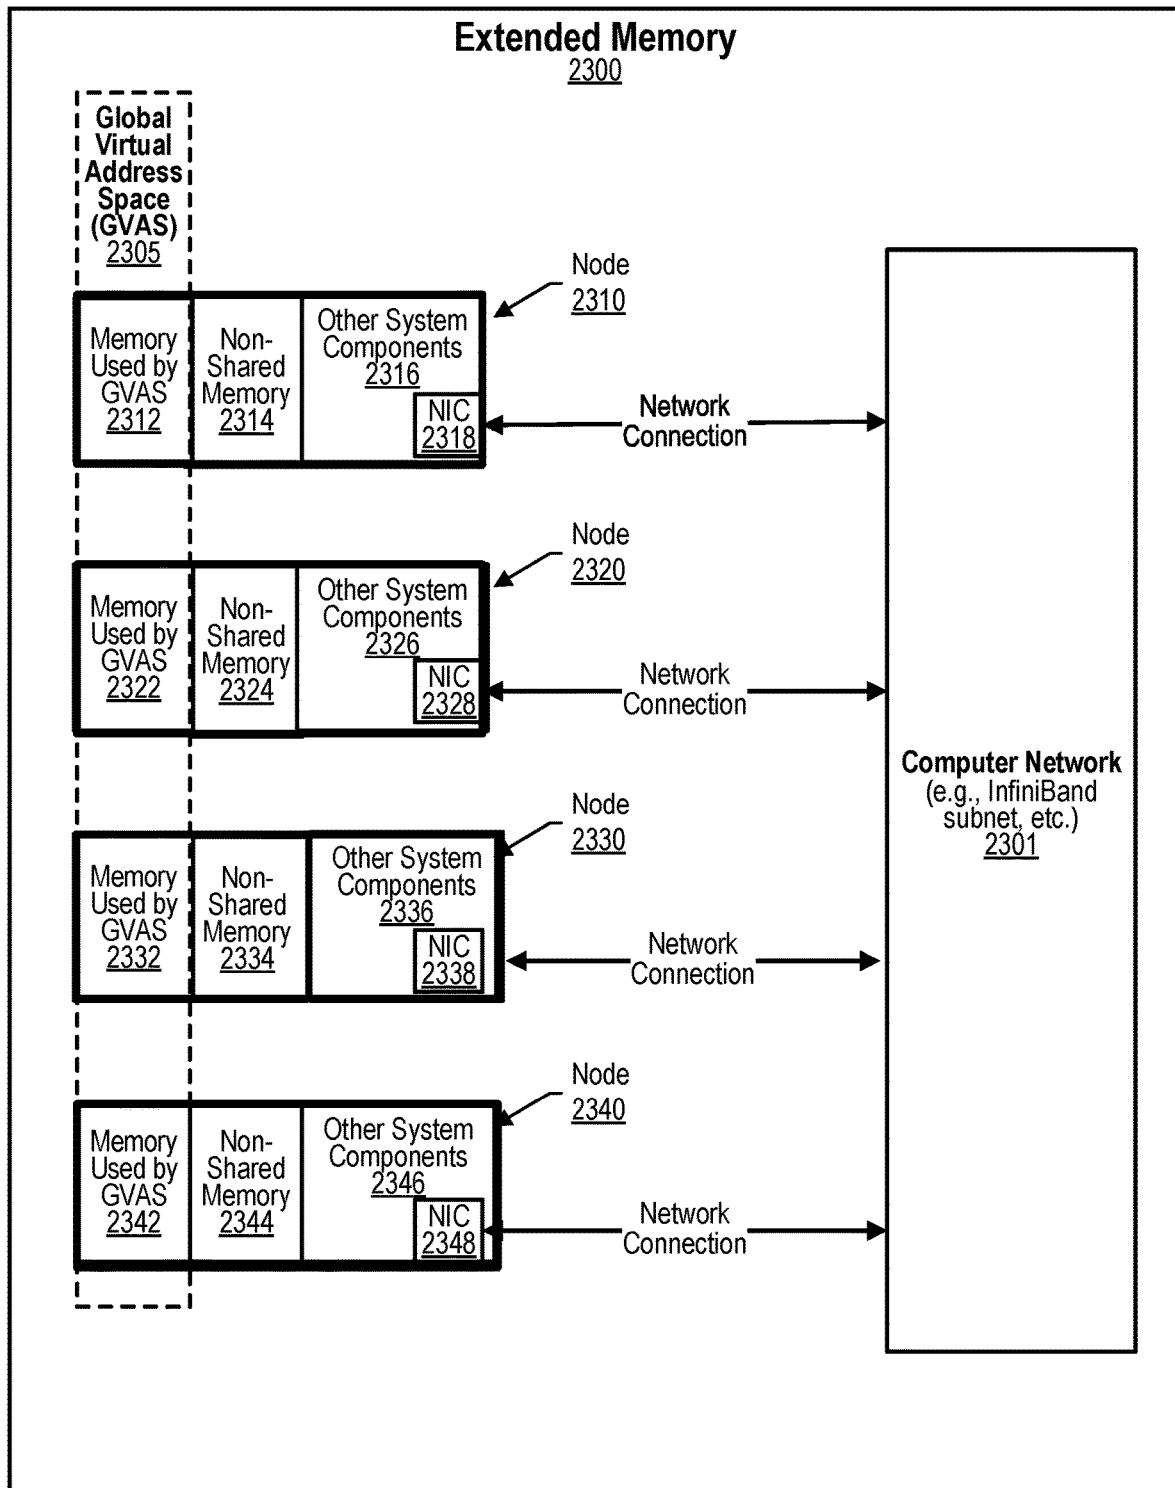 Extended Memory
2300
Global
Virtual
Address
Space
(GVAS)
2305
Node
2310
Memory
Used by
GVAS
2312
Non-
Shared
Memory
2314
Other System
Components
2316
NIC
2318
Network
Connection
Node
2320
Memory
Used by
GVAS
2322
Non-
Shared
Memory
2324
Other System
Components
2326
NIC
2328
Network
Connection
Node
2330
Memory
Used by
GVAS
2332
Non-
Shared
Memory
2334
Other System
Components
2336
NIC
2338
Network
Connection
Node
2340
Memory
Used by
GVAS
2342
Non-
Shared
Memory
2344
Other System
Components
2346
NIC
2348
Network
Connection
Computer Network
(e.g., InfiniBand
subnet, etc.)
2301